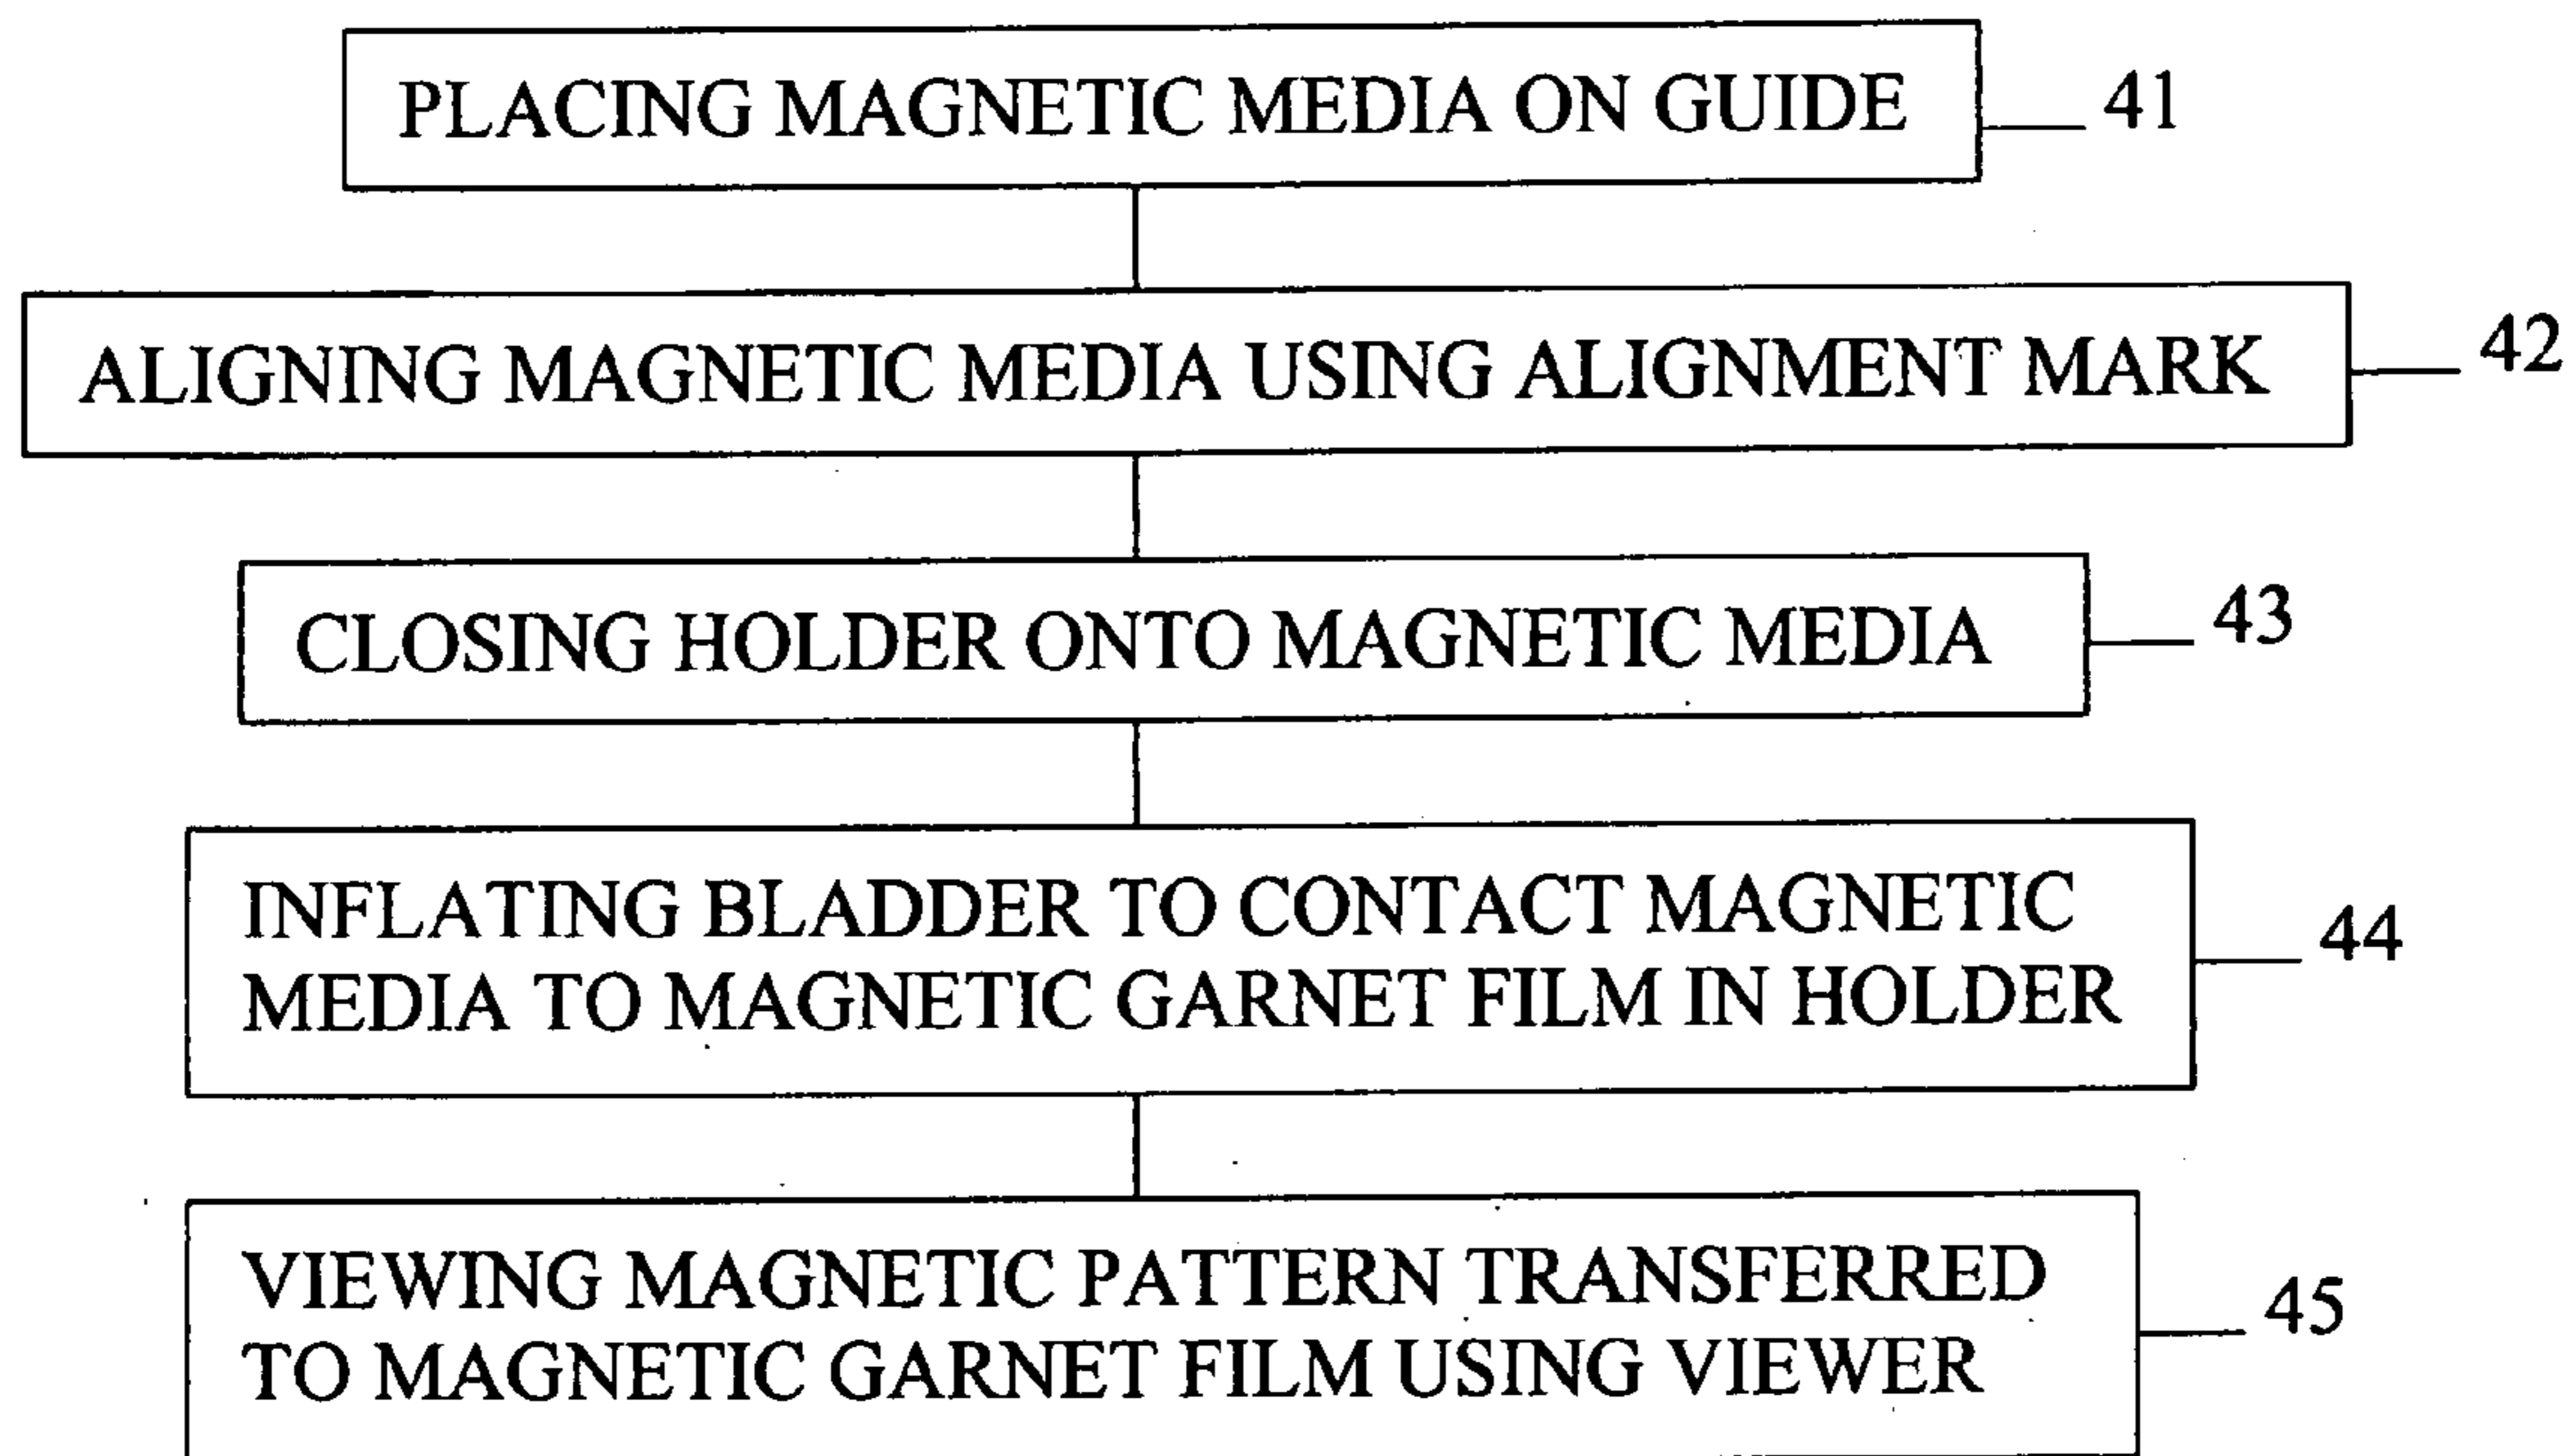 PLACING MAGNETIC MEDIA ON GUIDE
41
ALIGNING MAGNETIC MEDIA USING ALIGNMENT MARK
42
CLOSING HOLDER ONTO MAGNETIC MEDIA
43
INFLATING BLADDER TO CONTACT MAGNETIC
MEDIA TO MAGNETIC GARNET FILM IN HOLDER
44
VIEWING MAGNETIC PATTERN TRANSFERRED
TO MAGNETIC GARNET FILM USING VIEWER
45